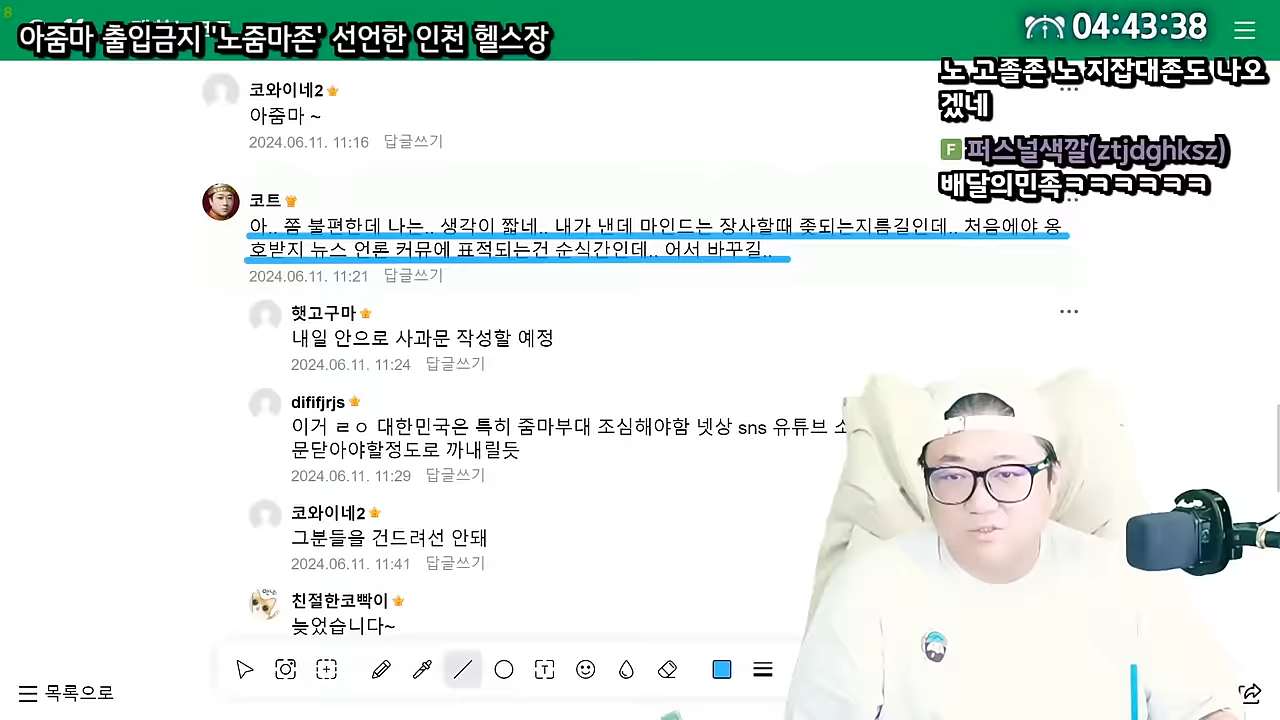 아줌마 출입금지 '노줌마존' 선언한 인천 헬스장
04:43:38
노 고졸존 노 지잡대존도 나오
겠네
F 퍼스널색깔(ztjdghksz)
배달의민족ㅋㅋㅋㅋㅋㅋ
코와이네2
아줌마 ~
2024.06.11. 11:16 답글쓰기
코트
아.. 쫌 불편한데 나는.. 생각이 짧네.. 내가 낸데 마인드는 장사할때 좆되는지름길인데.. 처음에야 옹
호받지 뉴스 언론 커뮤에 표적되는건 순식간인데.. 어서 바꾸길..
2024.06.11. 11:21 답글쓰기
햇고구마
내일 안으로 사과문 작성할 예정
2024.06.11. 11:24 답글쓰기
dififjrjs
이거 ㄹㅇ 대한민국은 특히 줌마부대 조심해야함 넷상 sns 유튜브
문닫아야할정도로 까내릴듯
2024.06.11. 11:29 답글쓰기
코와이네2
그분들을 건드려선 안돼
2024.06.11. 11:41 답글쓰기
친절한코빡이
늦었습니다~
목록으로